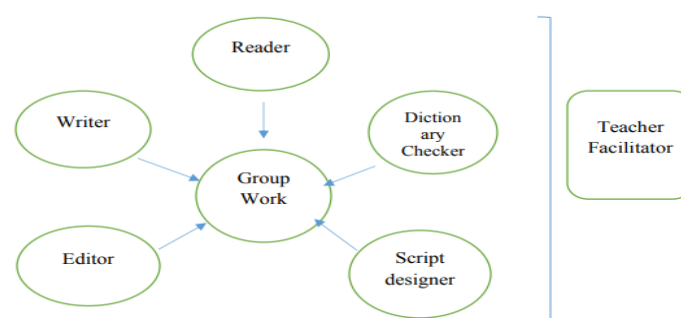 Reader
Writer
Diction
ary
Checker
Teacher
Facilitator
Group
Work
Editor
Script
designer